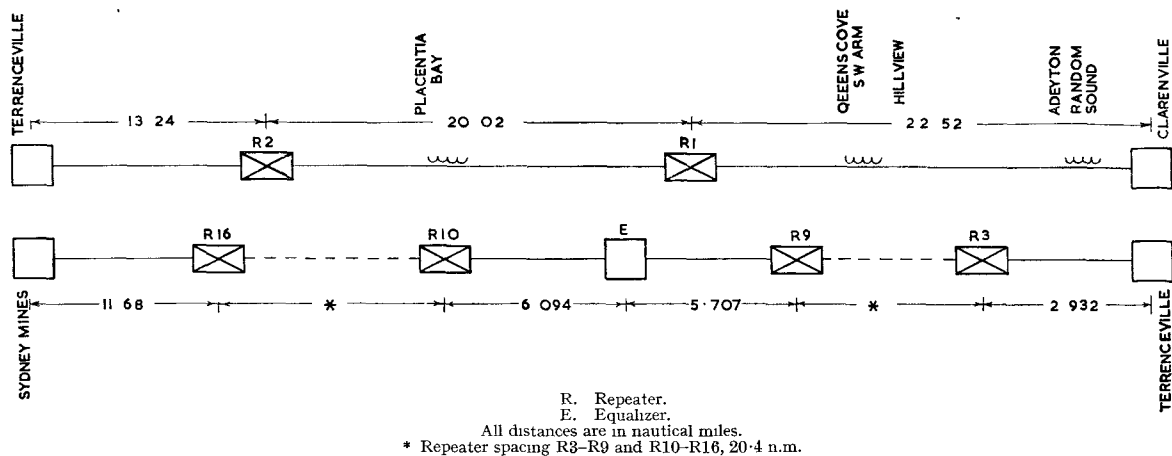 TERRENCEVILLE
PLACENTIA
BAY
QEEENSCOVE
S W ARM
HILLVIEW
ADEYTON
RANDOM
SOUND
CLARENVILLE
13 24
20 02
22 52
R2
R1
R16
R10
E
R9
R3
SYDNEY MINES
11 68
*
6 094
5·707
*
2 932
TERRENCEVILLE
R. Repeater.
E. Equalizer.
All distances are in nautical miles.
* Repeater spacing R3–R9 and R10–R16, 20·4 n.m.